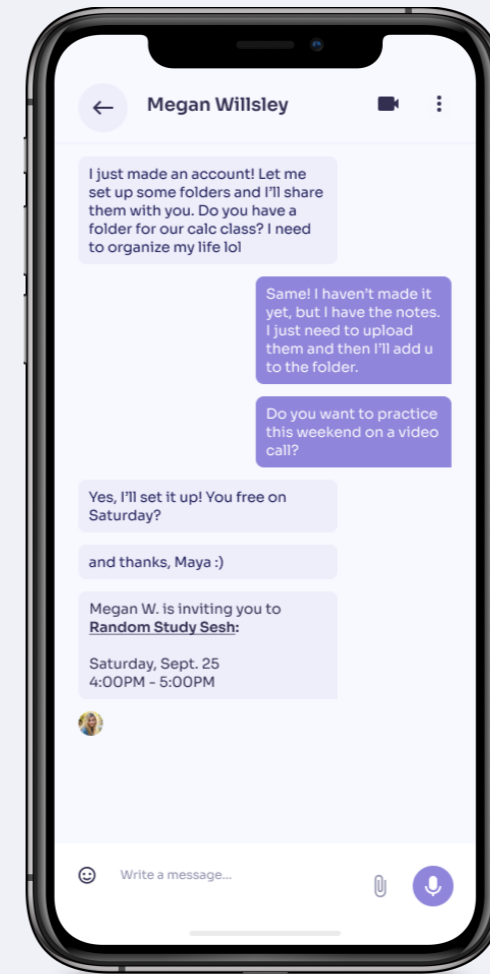 Megan Willsley
I just made an account! Let me
set up some folders and I'll share
them with you. Do you have a
folder for our calc class? I need
to organize my life lol
Same! I haven't made it
yet, but I have the notes.
I just need to upload
them and then I'll add u
to the folder.
Do you want to practice
this weekend on a video
call?
Yes, I'll set it up! You free on
Saturday?
and thanks, Maya :)
Megan W. is inviting you to
Random Study Sesh:
Saturday, Sept. 25
4:00PM - 5:00PM
Write a message...